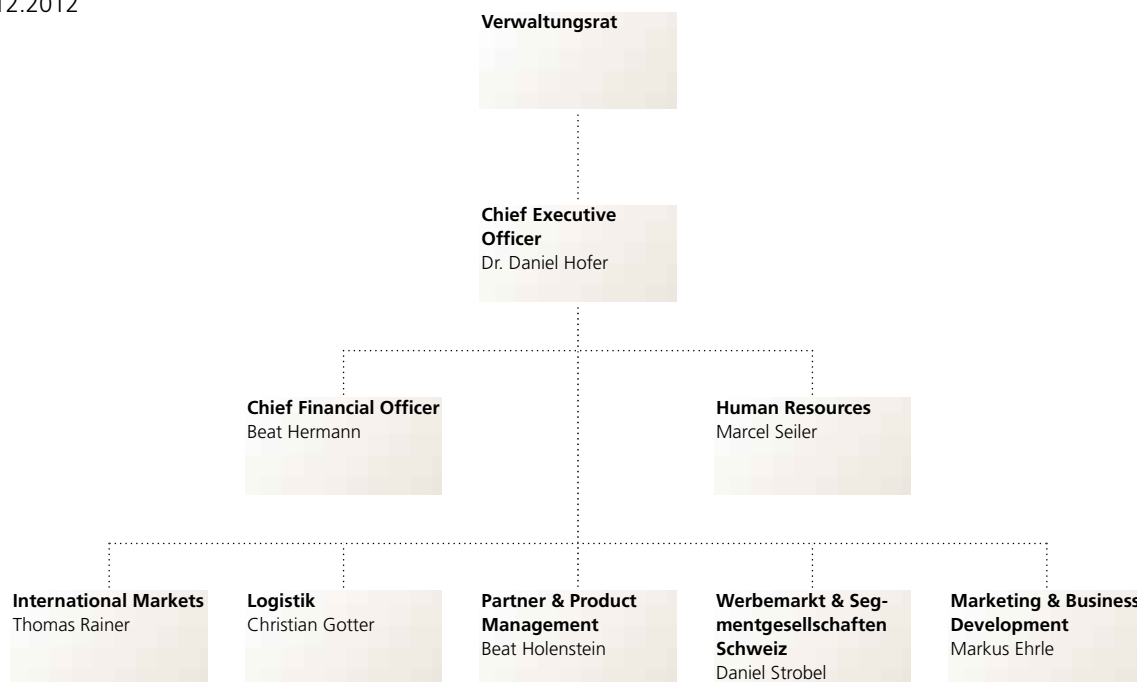 12.2012
Verwaltungsrat
Chief Executive
Officer
Dr. Daniel Hofer
Chief Financial Officer
Beat Hermann
Human Resources
Marcel Seiler
International Markets
Thomas Rainer
Logistik
Christian Gotter
Partner & Product
Management
Beat Holenstein
Werbemarkt & Seg-
mentgesellschaften
Schweiz
Daniel Strobel
Marketing & Business
Development
Markus Ehrle